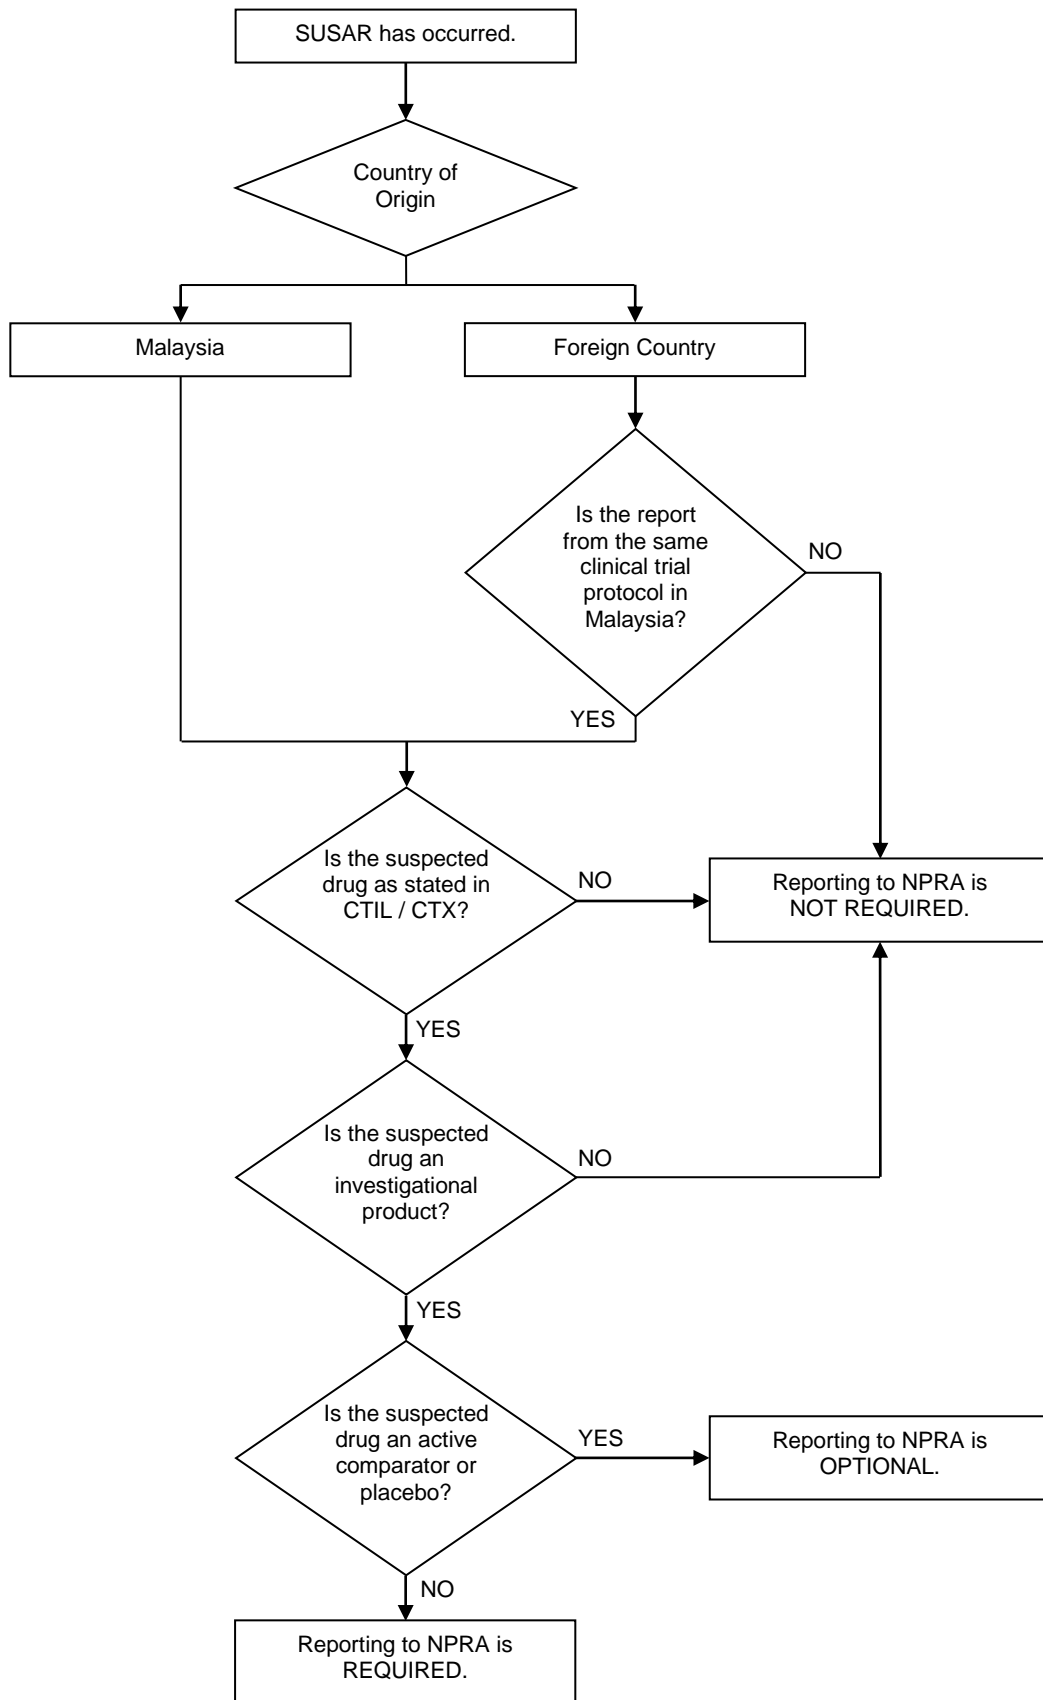 SUSAR has occurred.
Country of
Origin
Malaysia
Foreign Country
Is the report
from the same
clinical trial
protocol in
Malaysia?
NO
YES
Is the suspected
drug as stated in
CTIL / CTX?
NO
Reporting to NPRA is
NOT REQUIRED.
YES
Is the suspected
drug an
investigational
product?
NO
YES
Is the suspected
drug an active
comparator or
placebo?
YES
Reporting to NPRA is
OPTIONAL.
NO
Reporting to NPRA is
REQUIRED.